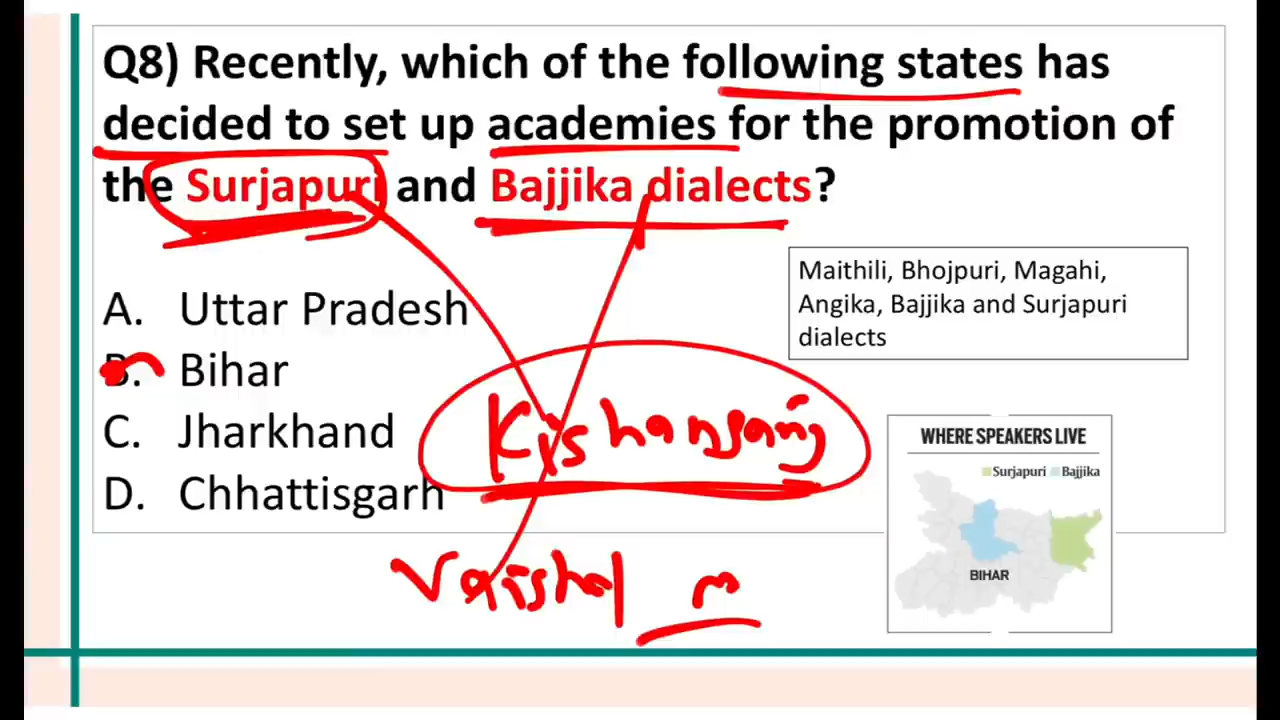 Q8) Recently, which of the following states has
decided to set up academies for the promotion of
the Surjapuri and Bajjika dialects?
A. Uttar Pradesh
B. Bihar
C. Jharkhand
D. Chhattisgarh
Maithili, Bhojpuri, Magahi,
Angika, Bajjika and Surjapuri
dialects
Kishanganj
WHERE SPEAKERS LIVE
Surjapuri Bajjika
BIHAR